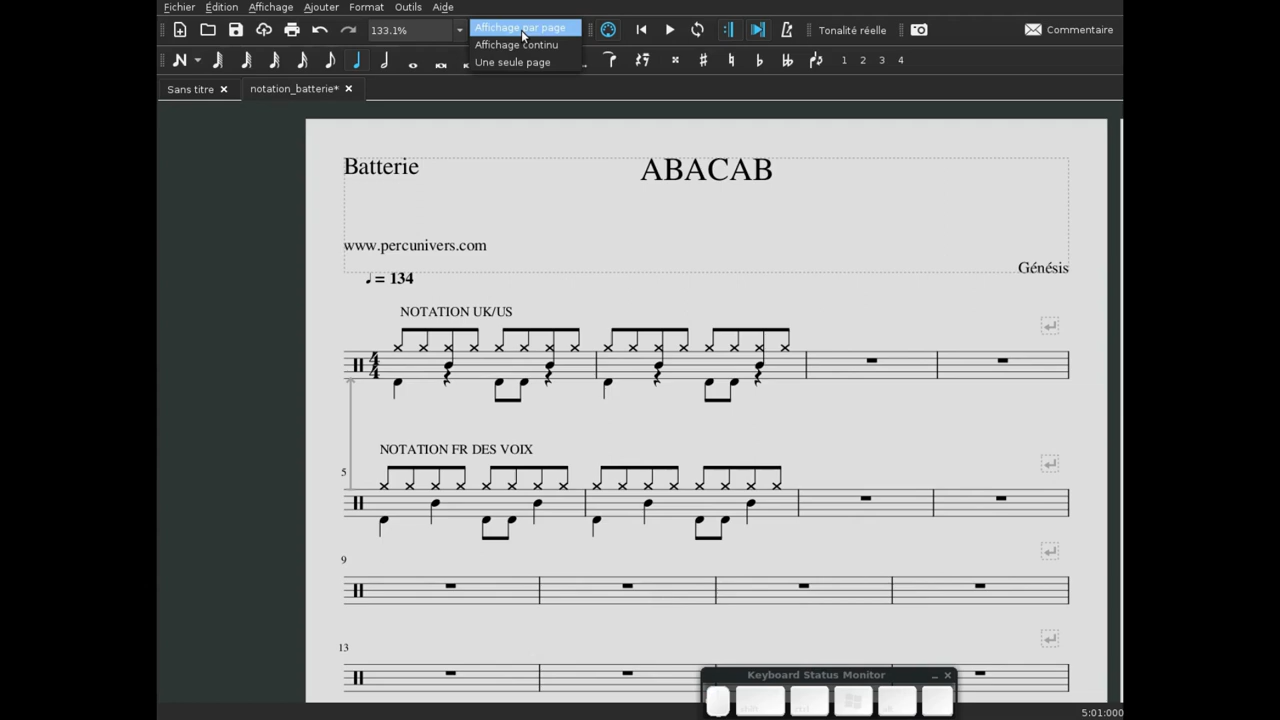 Fichier Édition Affichage Ajouter Format Outils Aide
133.1%
Affichage par page
Affichage continu
Une seule page
Tonalité réelle
Commentaire
1 2 3 4
Sans titre
notation_batterie*
Batterie
ABACAB
www.percunivers.com
Génésis
= 134
NOTATION UK/US
4
4
NOTATION FR DES VOIX
5
9
13
Keyboard Status Monitor
5:01:000